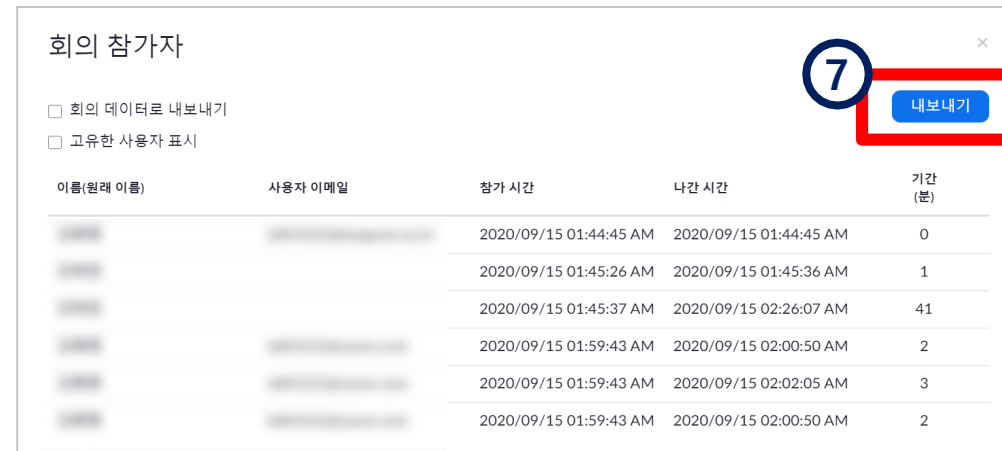 회의 참가자
7
회의 데이터로 내보내기
내보내기
고유한 사용자 표시
이름(원래 이름) 사용자 이메일 참가 시간 나간 시간 기간
(분)
2020/09/15 01:44:45 AM 2020/09/15 01:44:45 AM 0
2020/09/15 01:45:26 AM 2020/09/15 01:45:36 AM 1
2020/09/15 01:45:37 AM 2020/09/15 02:26:07 AM 41
2020/09/15 01:59:43 AM 2020/09/15 02:00:50 AM 2
2020/09/15 01:59:43 AM 2020/09/15 02:02:05 AM 3
2020/09/15 01:59:43 AM 2020/09/15 02:00:50 AM 2